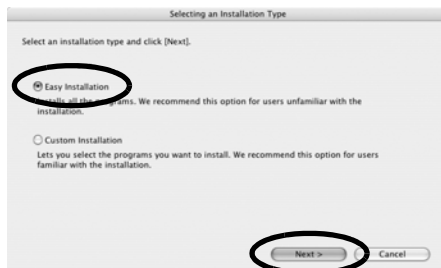 Selecting an Installation Type
Select an installation type and click [Next].
Easy Installation
Installs all the programs. We recommend this option for users unfamiliar with the
installation.
Custom Installation
Lets you select the programs you want to install. We recommend this option for users
familiar with the installation.
Next >
Cancel